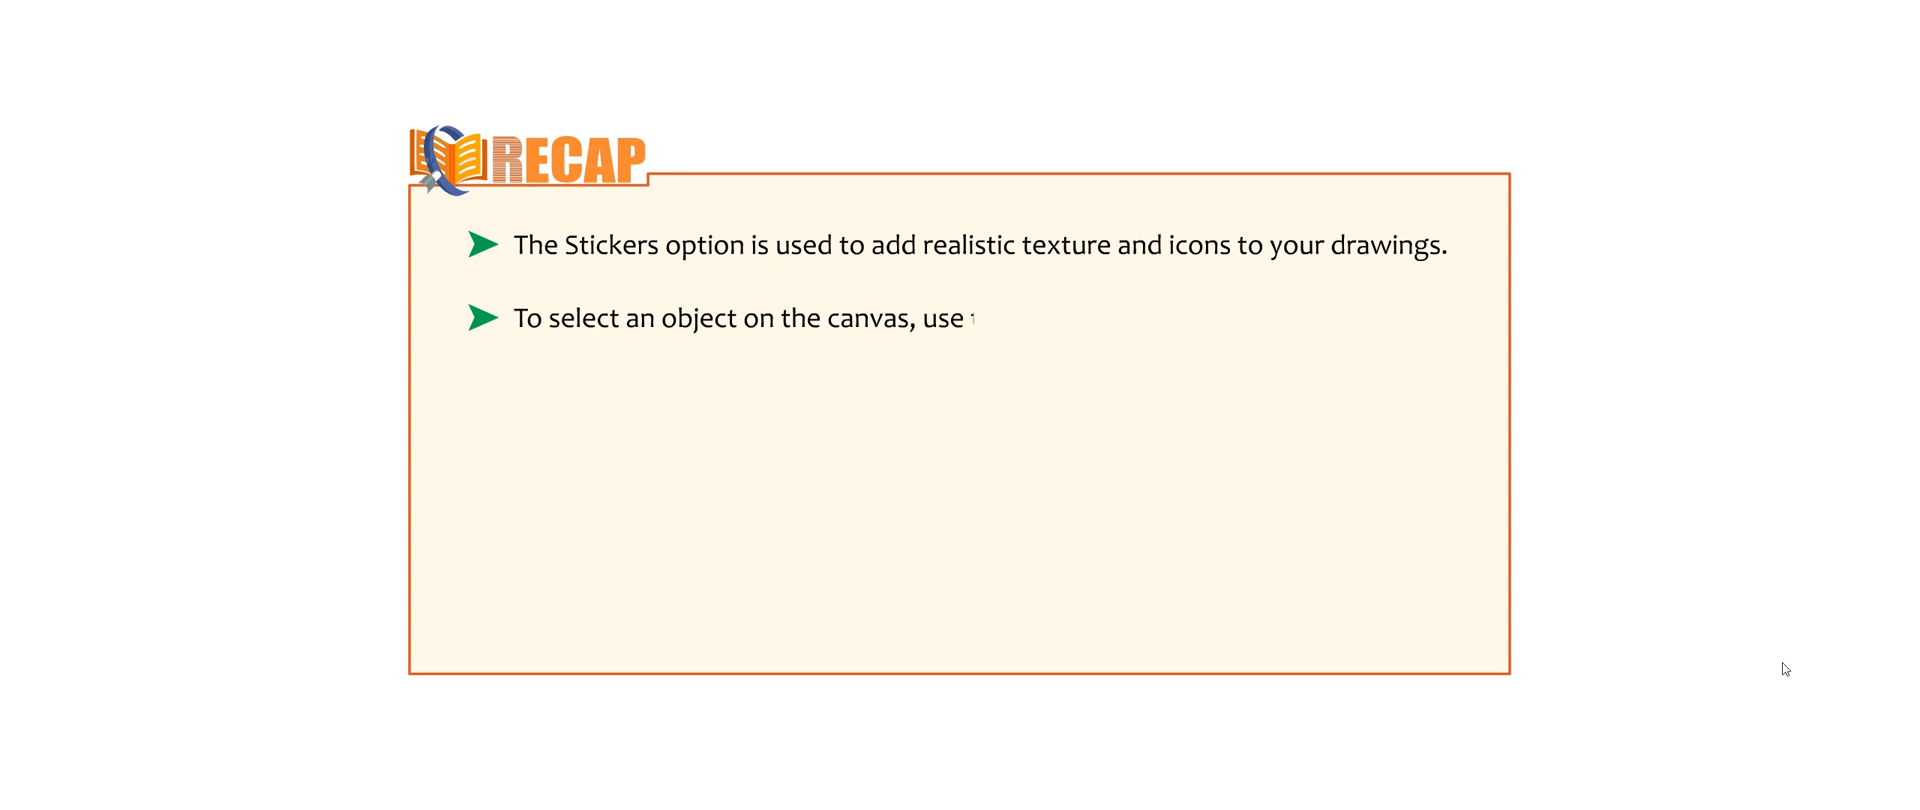 RECAP
The Stickers option is used to add realistic texture and icons to your drawings.
To select an object on the canvas, use